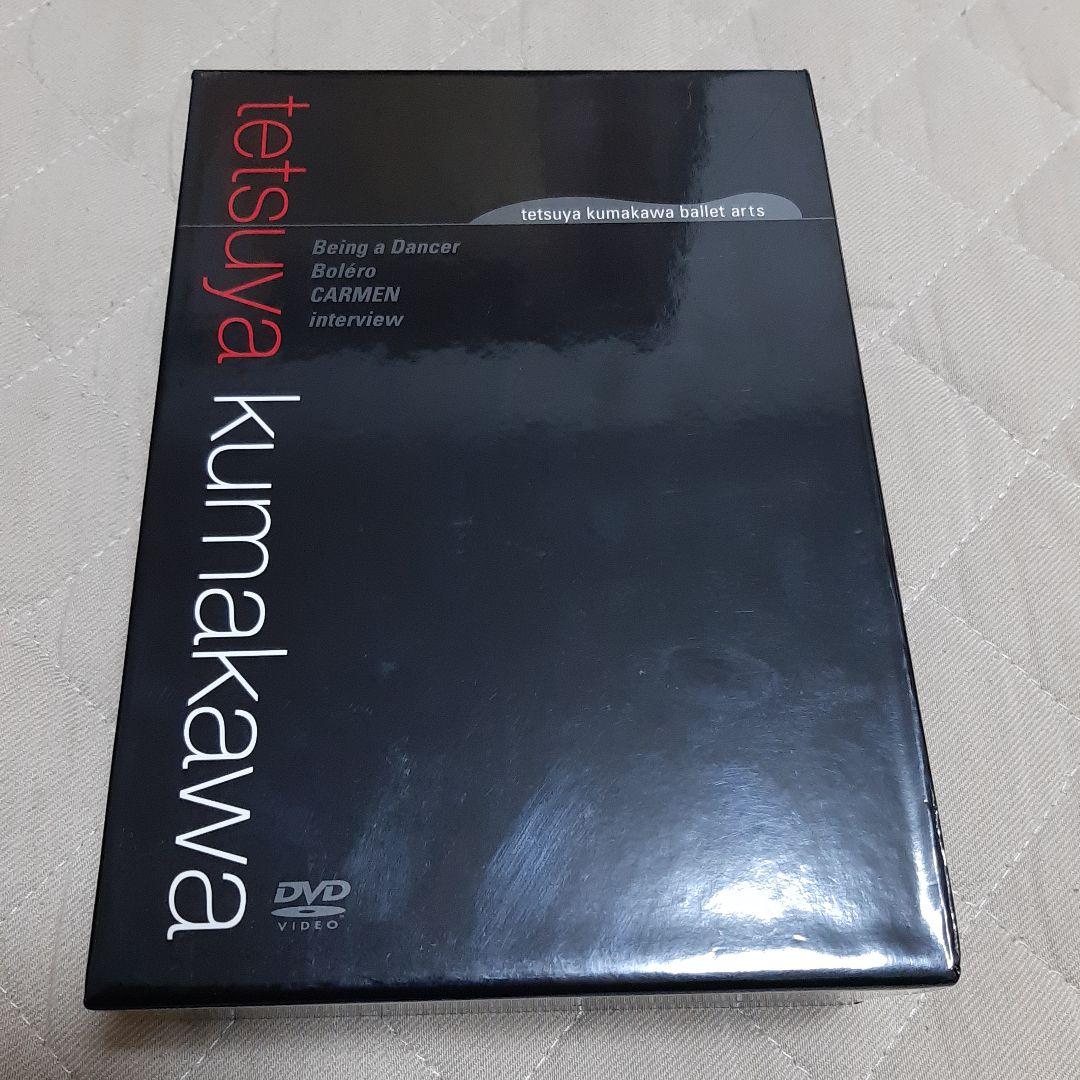 tetsuya kumakawa
tetsuya kumakawa ballet arts
Being a Dancer
Boléro
CARMEN
interview
DVD
VIDEO